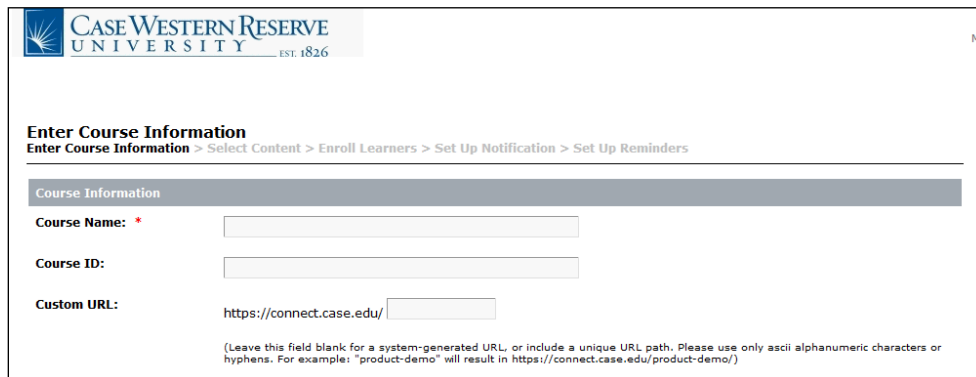 CASE WESTERN RESERVE
UNIVERSITY EST. 1826
Enter Course Information
Enter Course Information > Select Content > Enroll Learners > Set Up Notification > Set Up Reminders
Course Information
Course Name: *
Course ID:
Custom URL: https://connect.case.edu/
(Leave this field blank for a system-generated URL, or include a unique URL path. Please use only ascii alphanumeric characters or
hyphens. For example: "product-demo" will result in https://connect.case.edu/product-demo/)